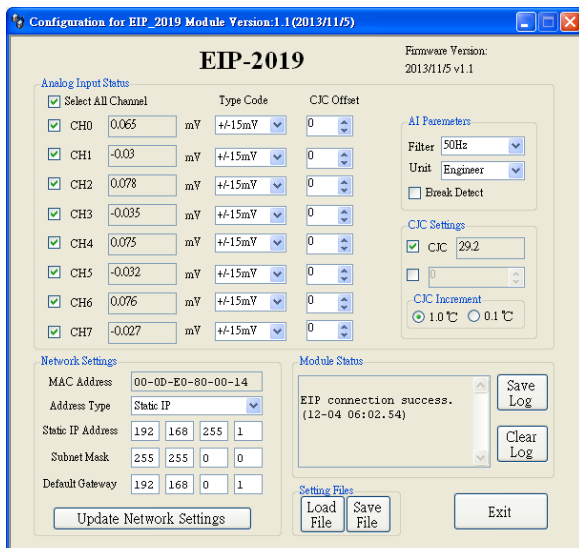 Configuration for EIP_2019 Module Version:1.1(2013/11/5)
EIP-2019
Firmware Version:
2013/11/5 v1.1
Analog Input Status
Select All Channel Type Code CJC Offset
CH0 0.065 mV +/-15mV 0
CH1 -0.03 mV +/-15mV 0
CH2 0.078 mV +/-15mV 0
CH3 -0.035 mV +/-15mV 0
CH4 0.075 mV +/-15mV 0
CH5 -0.032 mV +/-15mV 0
CH6 0.076 mV +/-15mV 0
CH7 -0.027 mV +/-15mV 0
AI Paremeters
Filter 50Hz
Unit Engineer
Break Detect
CJC Settings
CJC 29.2
0
CJC Increment
1.0 ℃ 0.1 ℃
Network Settings
MAC Address 00-0D-E0-80-00-14
Address Type Static IP
Static IP Address 192 168 255 1
Subnet Mask 255 255 0 0
Default Gateway 192 168 0 1
Update Network Settings
Module Status
EIP connection success.
(12-04 06:02.54)
Save
Log
Clear
Log
Setting Files
Load
File
Save
File
Exit